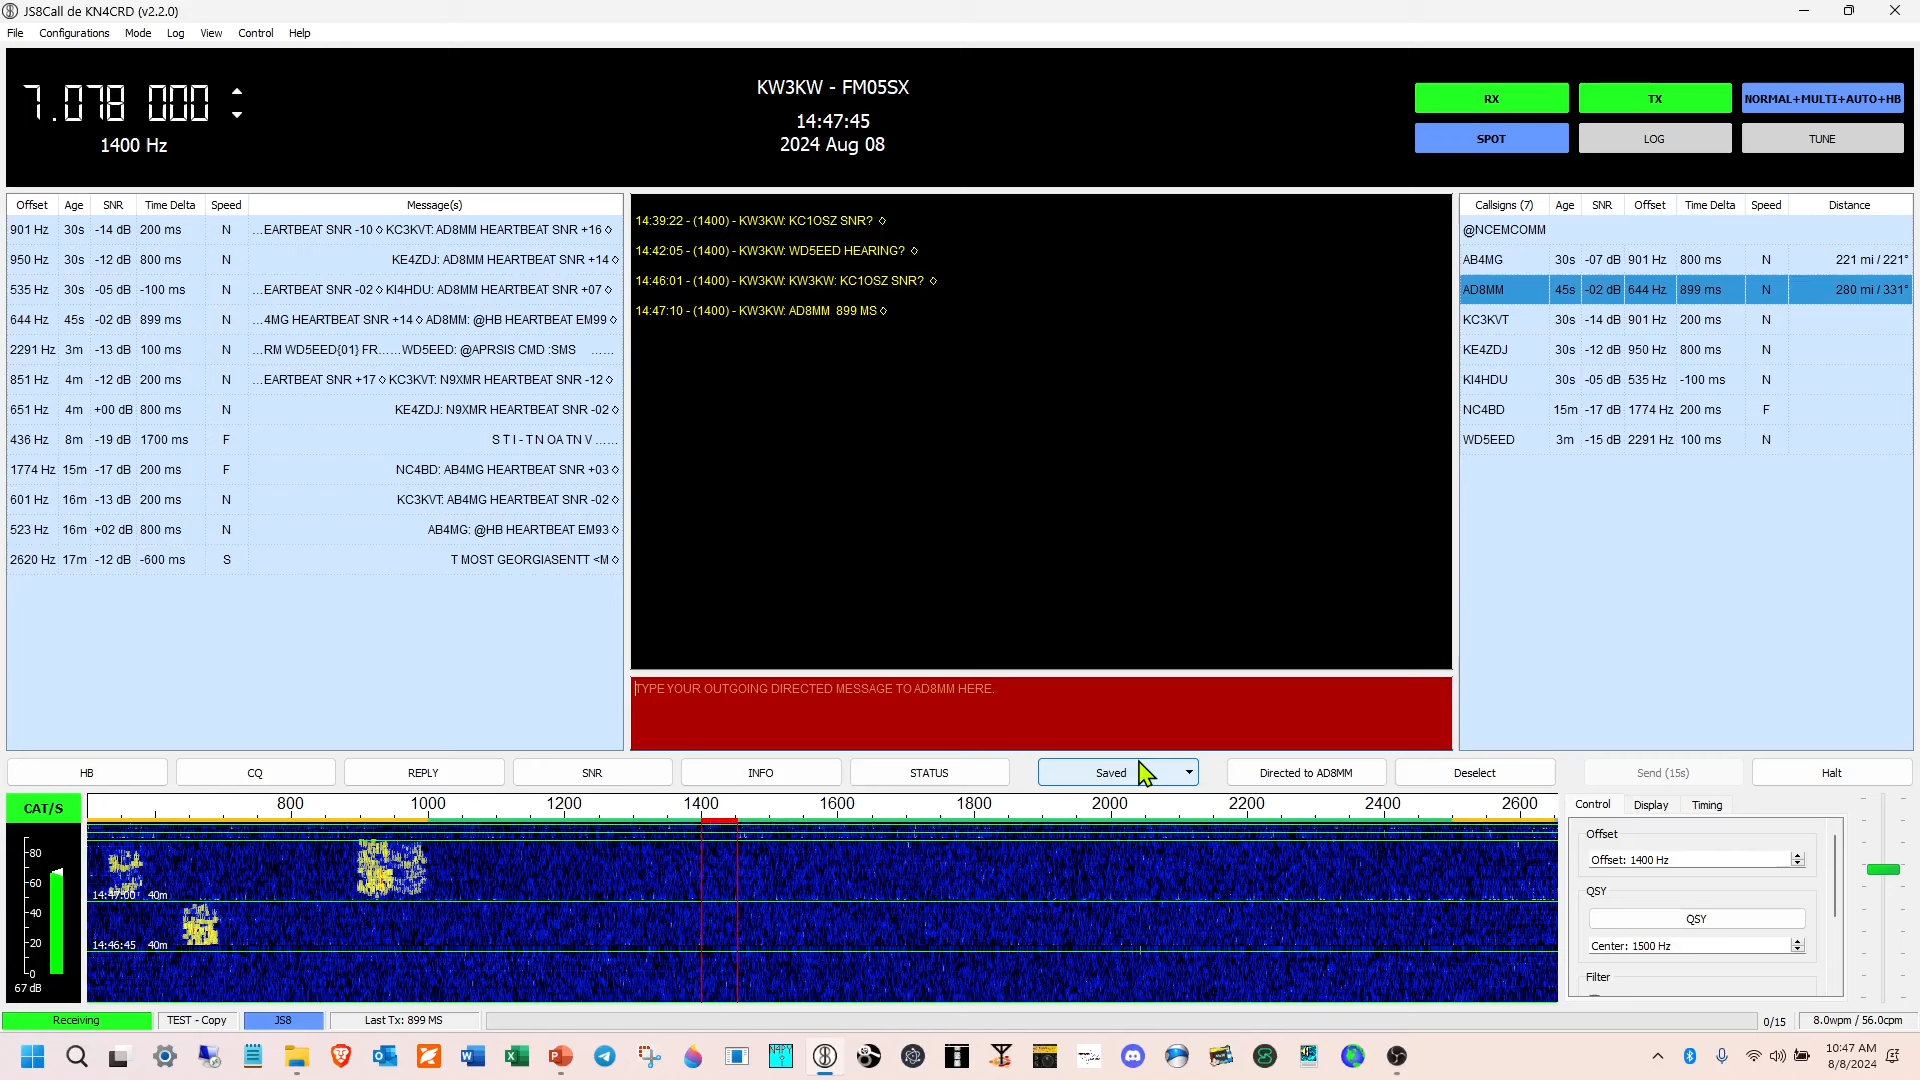 JS8Call de KN4CRD (v2.2.0)
File Configurations Mode Log View Control Help
7.078 000
1400 Hz
KW3KW - FM05SX
14:47:45
2024 Aug 08
RX TX NORMAL+MULTI+AUTO+HB
SPOT LOG TUNE
Offset Age SNR Time Delta Speed Message(s)
901 Hz 30s -14 dB 200 ms N ...EARTBEAT SNR -10 ♢ KC3KVT: AD8MM HEARTBEAT SNR +16 ♢
950 Hz 30s -12 dB 800 ms N KE4ZDJ: AD8MM HEARTBEAT SNR +14 ♢
535 Hz 30s -05 dB -100 ms N ...EARTBEAT SNR -02 ♢ KI4HDU: AD8MM HEARTBEAT SNR +07 ♢
644 Hz 45s -02 dB 899 ms N ...4MG HEARTBEAT SNR +14 ♢ AD8MM: @HB HEARTBEAT EM99 ♢
2291 Hz 3m -13 dB 100 ms N ...RM WD5EED{01} FR......WD5EED: @APRSIS CMD :SMS ......
851 Hz 4m -12 dB 200 ms N ...EARTBEAT SNR +17 ♢ KC3KVT: N9XMR HEARTBEAT SNR -12 ♢
651 Hz 4m +00 dB 800 ms N KE4ZDJ: N9XMR HEARTBEAT SNR -02 ♢
436 Hz 8m -19 dB 1700 ms F S T I - T N OA TN V ......
1774 Hz 15m -17 dB 200 ms F NC4BD: AB4MG HEARTBEAT SNR +03 ♢
601 Hz 16m -13 dB 200 ms N KC3KVT: AB4MG HEARTBEAT SNR -02 ♢
523 Hz 16m +02 dB 800 ms N AB4MG: @HB HEARTBEAT EM93 ♢
2620 Hz 17m -12 dB -600 ms S T MOST GEORGIASENTT <M ♢
14:39:22 - (1400) - KW3KW: KC1OSZ SNR? ♢
14:42:05 - (1400) - KW3KW: WD5EED HEARING? ♢
14:46:01 - (1400) - KW3KW: KW3KW: KC1OSZ SNR? ♢
14:47:10 - (1400) - KW3KW: AD8MM 899 MS ♢
TYPE YOUR OUTGOING DIRECTED MESSAGE TO AD8MM HERE.
Callsigns (7) Age SNR Offset Time Delta Speed Distance
@NCEMCOMM
AB4MG 30s -07 dB 901 Hz 800 ms N 221 mi / 221°
AD8MM 45s -02 dB 644 Hz 899 ms N 280 mi / 331°
KC3KVT 30s -14 dB 901 Hz 200 ms N
KE4ZDJ 30s -12 dB 950 Hz 800 ms N
KI4HDU 30s -05 dB 535 Hz -100 ms N
NC4BD 15m -17 dB 1774 Hz 200 ms F
WD5EED 3m -15 dB 2291 Hz 100 ms N
HB CQ REPLY SNR INFO STATUS Saved Directed to AD8MM Deselect Send (15s) Halt
CAT/S
80
60
40
20
0
67 dB
800 1000 1200 1400 1600 1800 2000 2200 2400 2600
14:47:00 40m
14:46:45 40m
Control Display Timing
Offset
Offset: 1400 Hz
QSY
QSY
Center: 1500 Hz
Filter
Receiving TEST - Copy JS8 Last Tx: 899 MS 0/15 8.0wpm / 56.0cpm
N4PY
10:47 AM
8/8/2024